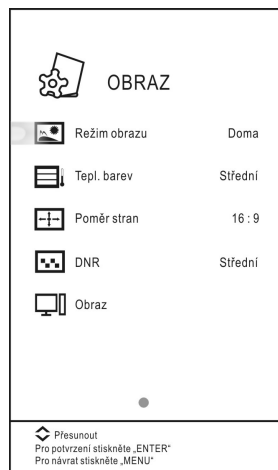 OBRAZ
Režim obrazu Doma
Tepl. barev Střední
Poměr stran 16 : 9
DNR Střední
Obraz
Přesunout
Pro potvrzení stiskněte „ENTER“
Pro návrat stiskněte „MENU“